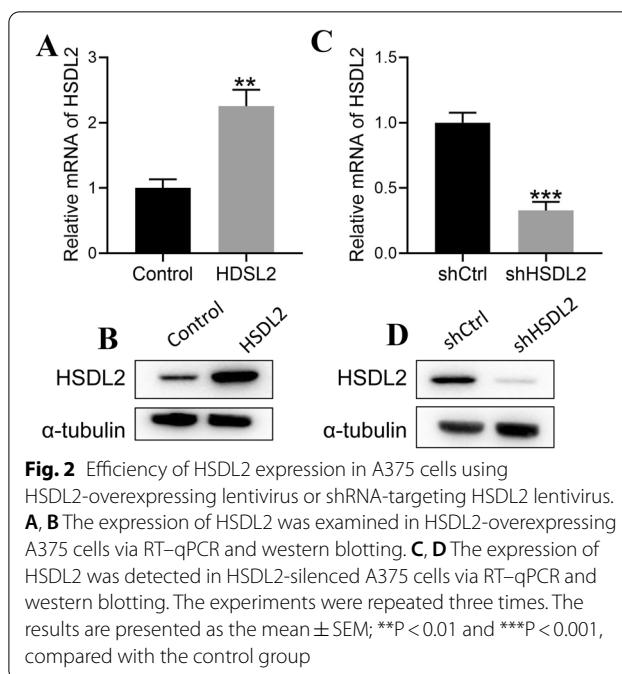 A
Relative mRNA of HSDL2
3
2
1
0
**
Control HDSL2
C
Relative mRNA of HSDL2
1.5
1.0
0.5
0.0
***
shCtrl shHSDL2
B
Control HSDL2
HSDL2
α-tubulin
D
shCtrl shHSDL2
HSDL2
α-tubulin
Fig. 2 Efficiency of HSDL2 expression in A375 cells using
HSDL2-overexpressing lentivirus or shRNA-targeting HSDL2 lentivirus.
A, B The expression of HSDL2 was examined in HSDL2-overexpressing
A375 cells via RT–qPCR and western blotting. C, D The expression of
HSDL2 was detected in HSDL2-silenced A375 cells via RT–qPCR and
western blotting. The experiments were repeated three times. The
results are presented as the mean ± SEM; **P < 0.01 and ***P < 0.001,
compared with the control group